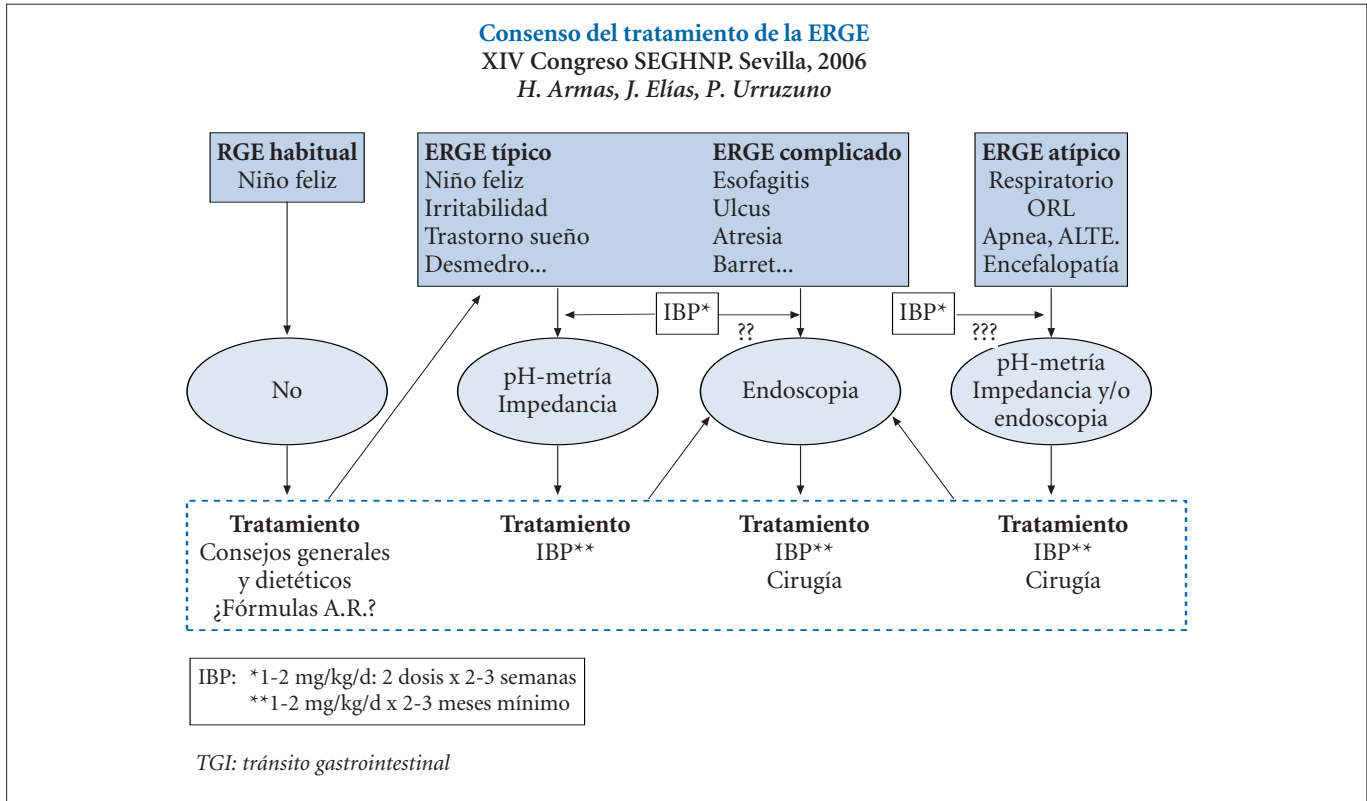 Consenso del tratamiento de la ERGE
XIV Congreso SEGHNP. Sevilla, 2006
H. Armas, J. Elías, P. Urruzuno
RGE habitual
Niño feliz
ERGE típico
Niño feliz
Irritabilidad
Trastorno sueño
Desmedro...
ERGE complicado
Esofagitis
Ulcus
Atresia
Barret...
ERGE atípico
Respiratorio
ORL
Apnea, ALTE.
Encefalopatía
IBP*
??
IBP*
???
No
pH-metría
Impedancia
Endoscopia
pH-metría
Impedancia y/o
endoscopia
Tratamiento
Consejos generales
y dietéticos
¿Fórmulas A.R.?
Tratamiento
IBP**
Tratamiento
IBP**
Cirugía
Tratamiento
IBP**
Cirugía
IBP: *1-2 mg/kg/d: 2 dosis x 2-3 semanas
**1-2 mg/kg/d x 2-3 meses mínimo
TGI: tránsito gastrointestinal